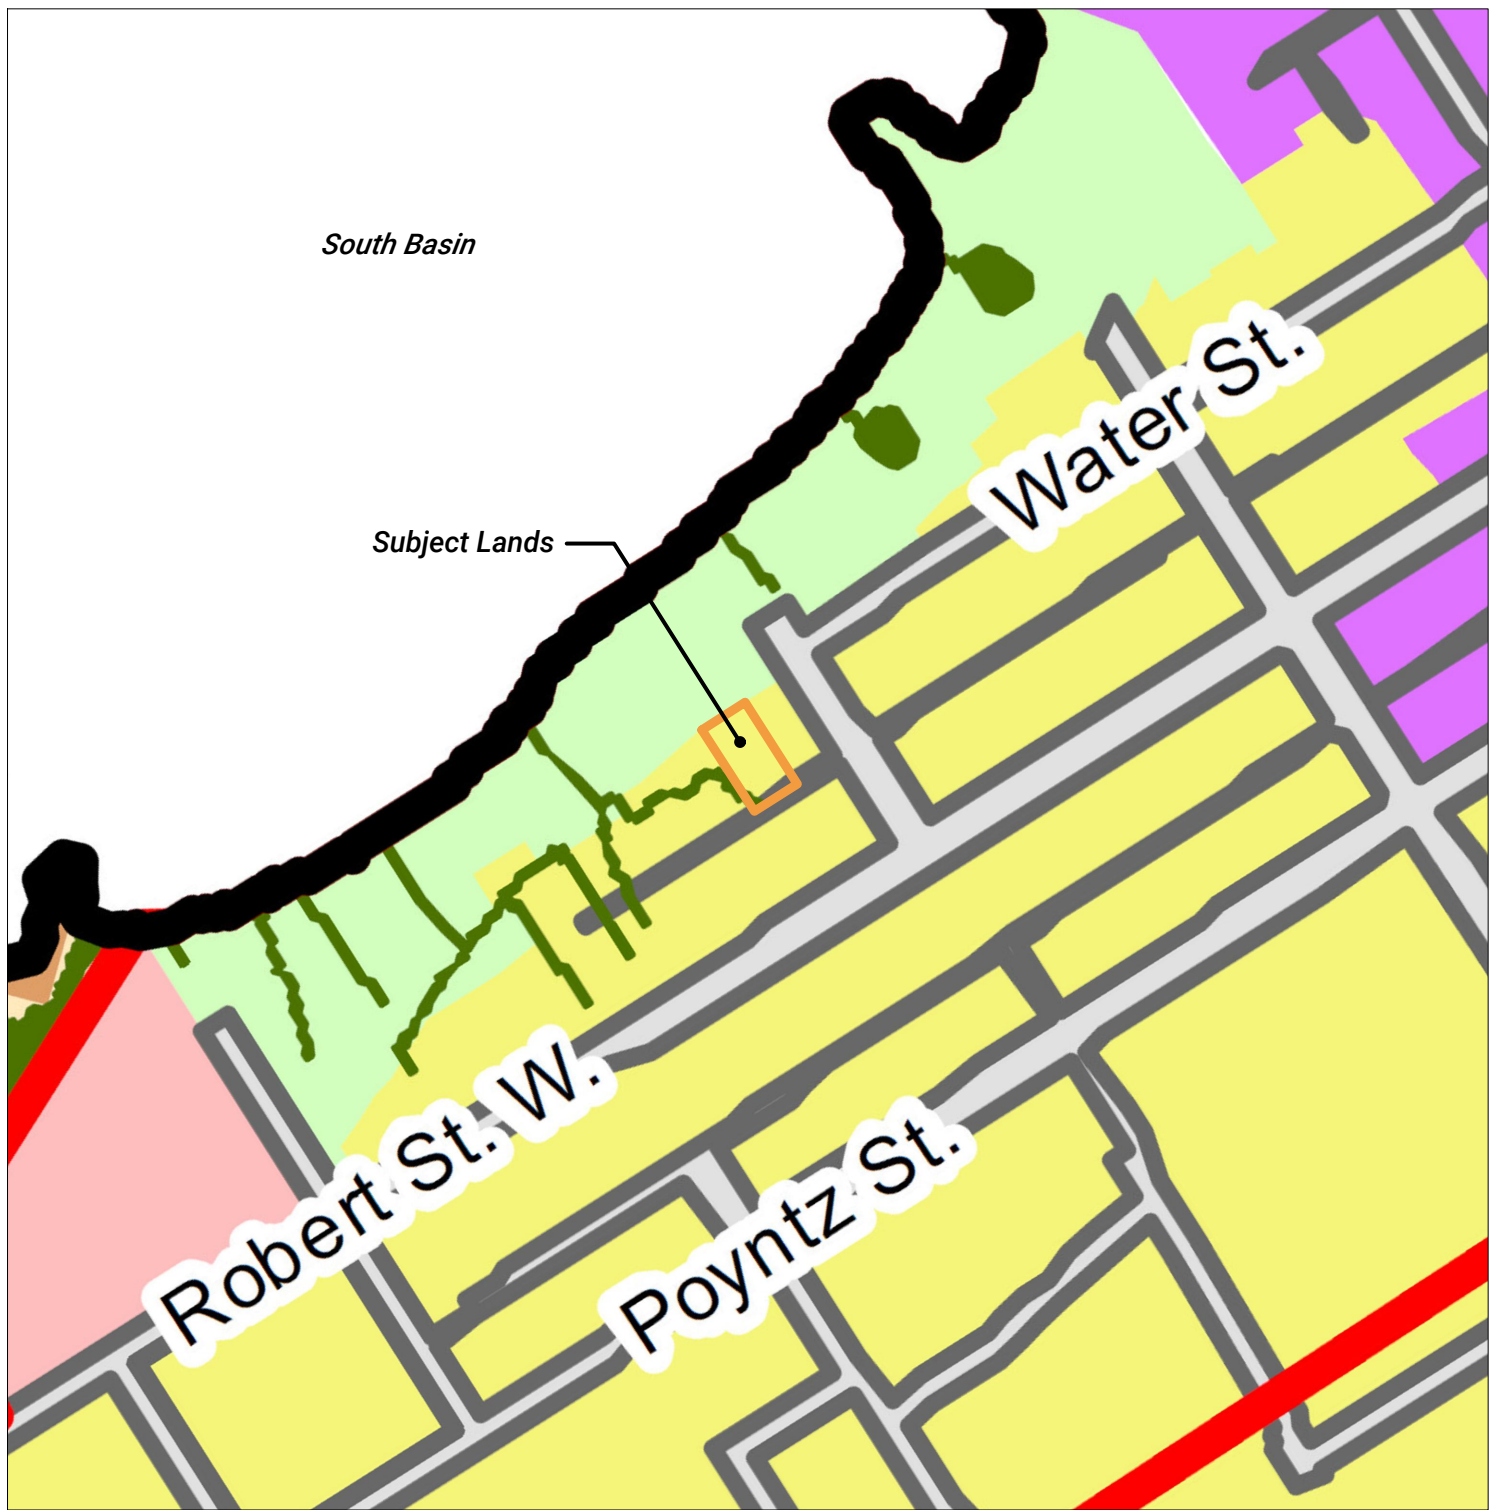 South Basin
Subject Lands
Water St.
Robert St. W.
Poyntz St.